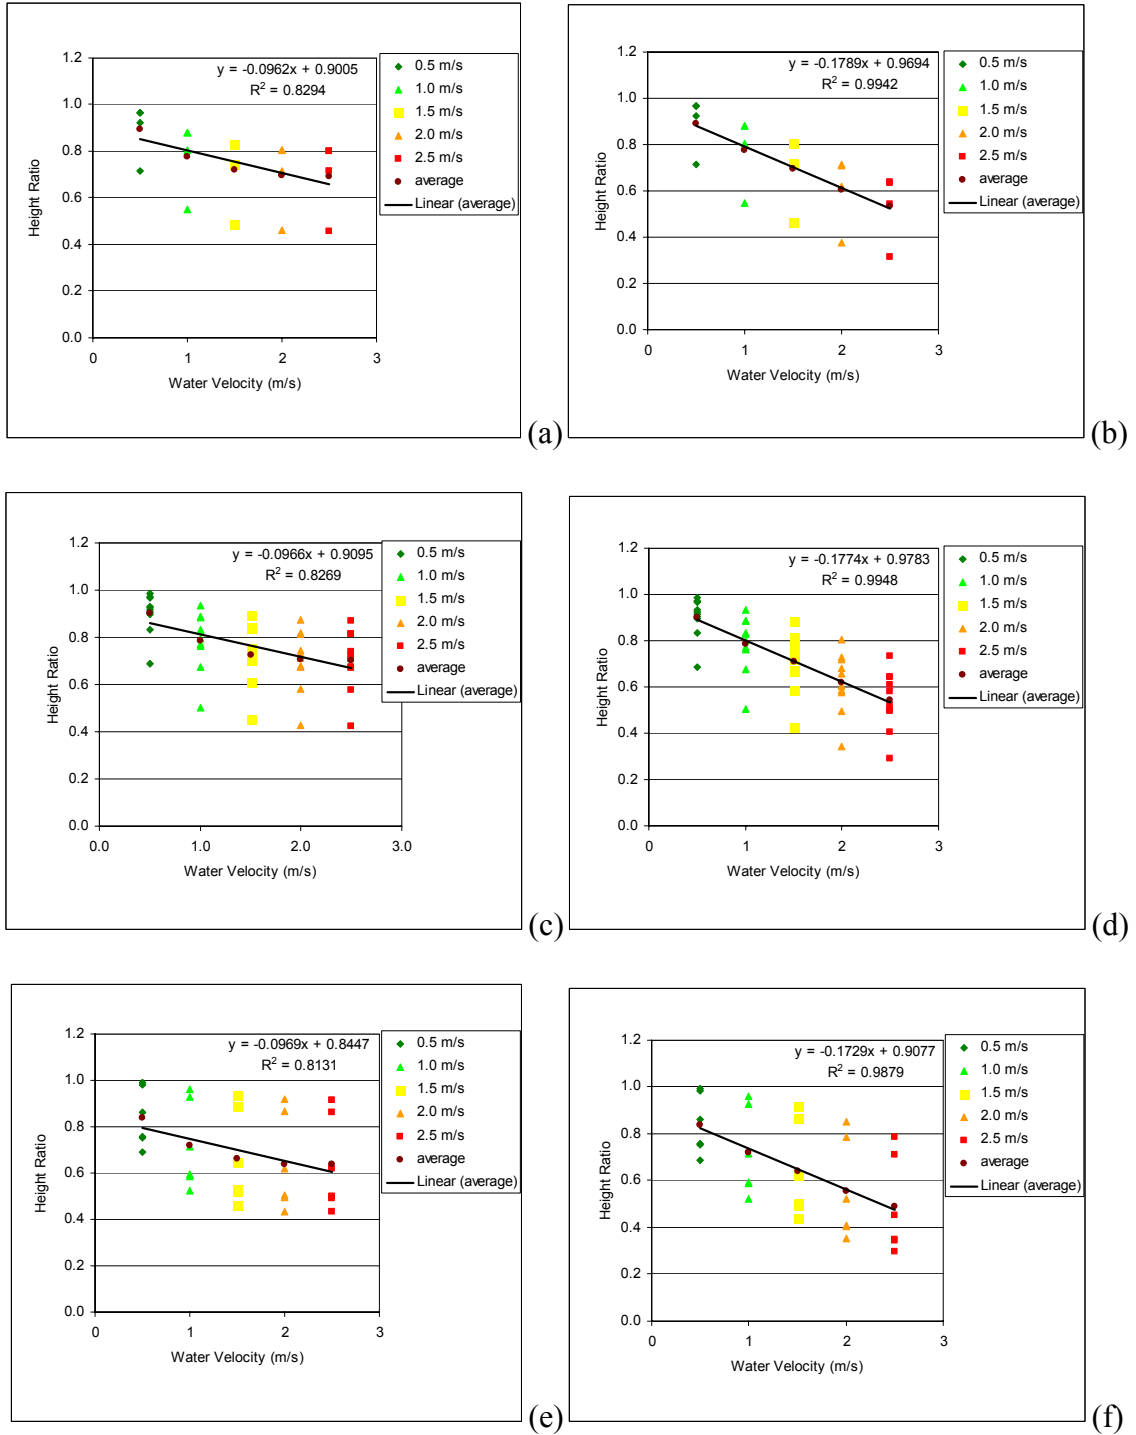 y = -0.0962x + 0.9005
R2 = 0.8294
1.2
1.0
0.8
0.6
0.4
0.2
0.0
0 1 2 3
Height Ratio
Water Velocity (m/s)
0.5 m/s
1.0 m/s
1.5 m/s
2.0 m/s
2.5 m/s
average
Linear (average)
(a)
y = -0.1789x + 0.9694
R2 = 0.9942
1.2
1.0
0.8
0.6
0.4
0.2
0.0
0 1 2 3
Height Ratio
Water Velocity (m/s)
0.5 m/s
1.0 m/s
1.5 m/s
2.0 m/s
2.5 m/s
average
Linear (average)
(b)
y = -0.0966x + 0.9095
R2 = 0.8269
1.2
1.0
0.8
0.6
0.4
0.2
0.0
0.0 1.0 2.0 3.0
Height Ratio
Water Velocity (m/s)
0.5 m/s
1.0 m/s
1.5 m/s
2.0 m/s
2.5 m/s
average
Linear (average)
(c)
y = -0.1774x + 0.9783
R2 = 0.9948
1.2
1.0
0.8
0.6
0.4
0.2
0.0
0 1 2 3
Height Ratio
Water Velocity (m/s)
0.5 m/s
1.0 m/s
1.5 m/s
2.0 m/s
2.5 m/s
average
Linear (average)
(d)
y = -0.0969x + 0.8447
R2 = 0.8131
1.2
1.0
0.8
0.6
0.4
0.2
0.0
0 1 2 3
Height Ratio
Water Velocity (m/s)
0.5 m/s
1.0 m/s
1.5 m/s
2.0 m/s
2.5 m/s
average
Linear (average)
(e)
y = -0.1729x + 0.9077
R2 = 0.9879
1.2
1.0
0.8
0.6
0.4
0.2
0.0
0 1 2 3
Height Ratio
Water Velocity (m/s)
0.5 m/s
1.0 m/s
1.5 m/s
2.0 m/s
2.5 m/s
average
Linear (average)
(f)